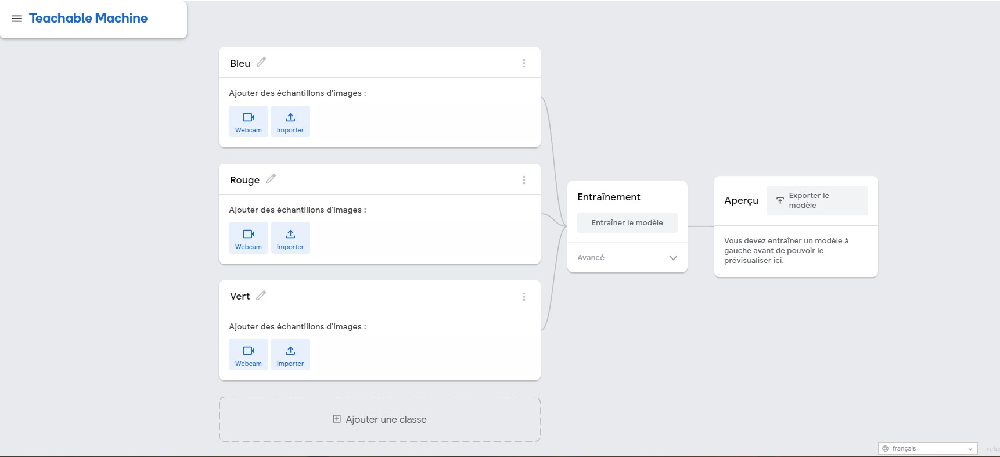 Teachable Machine
Bleu
Ajouter des échantillons d'images :
Webcam
Importer
Rouge
Ajouter des échantillons d'images :
Webcam
Importer
Vert
Ajouter des échantillons d'images :
Webcam
Importer
Ajouter une classe
Entraînement
Entraîner le modèle
Avancé
Aperçu
Exporter le
modèle
Vous devez entraîner un modèle à
gauche avant de pouvoir le
prévisualiser ici.
français
rele